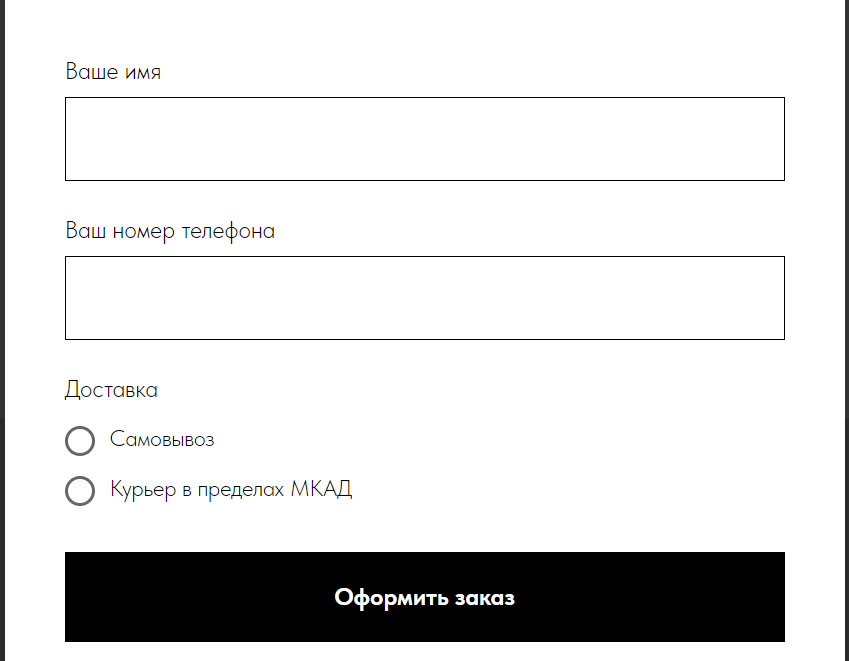 Ваше имя
Ваш номер телефона
Доставка
Самовывоз
Курьер в пределах МКАД
Оформить заказ